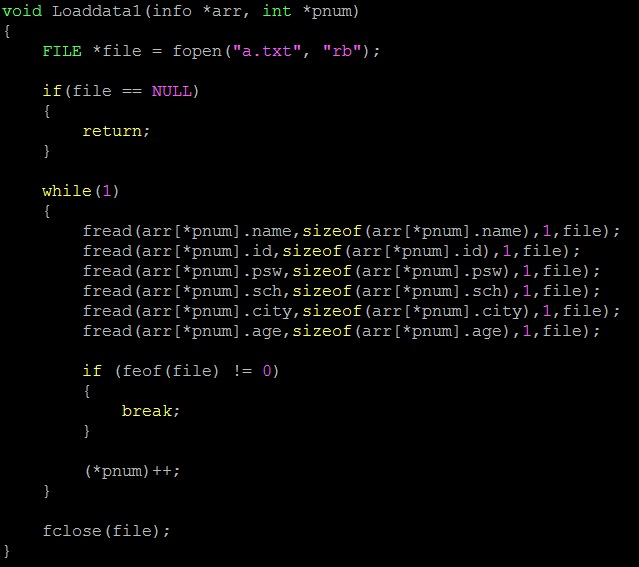 void Loaddata1(info *arr, int *pnum)
{
    FILE *file = fopen("a.txt", "rb");

    if(file == NULL)
    {
        return;
    }

    while(1)
    {
        fread(arr[*pnum].name,sizeof(arr[*pnum].name),1,file);
        fread(arr[*pnum].id,sizeof(arr[*pnum].id),1,file);
        fread(arr[*pnum].psw,sizeof(arr[*pnum].psw),1,file);
        fread(arr[*pnum].sch,sizeof(arr[*pnum].sch),1,file);
        fread(arr[*pnum].city,sizeof(arr[*pnum].city),1,file);
        fread(arr[*pnum].age,sizeof(arr[*pnum].age),1,file);

        if (feof(file) != 0)
        {
            break;
        }

        (*pnum)++;
    }

    fclose(file);
}